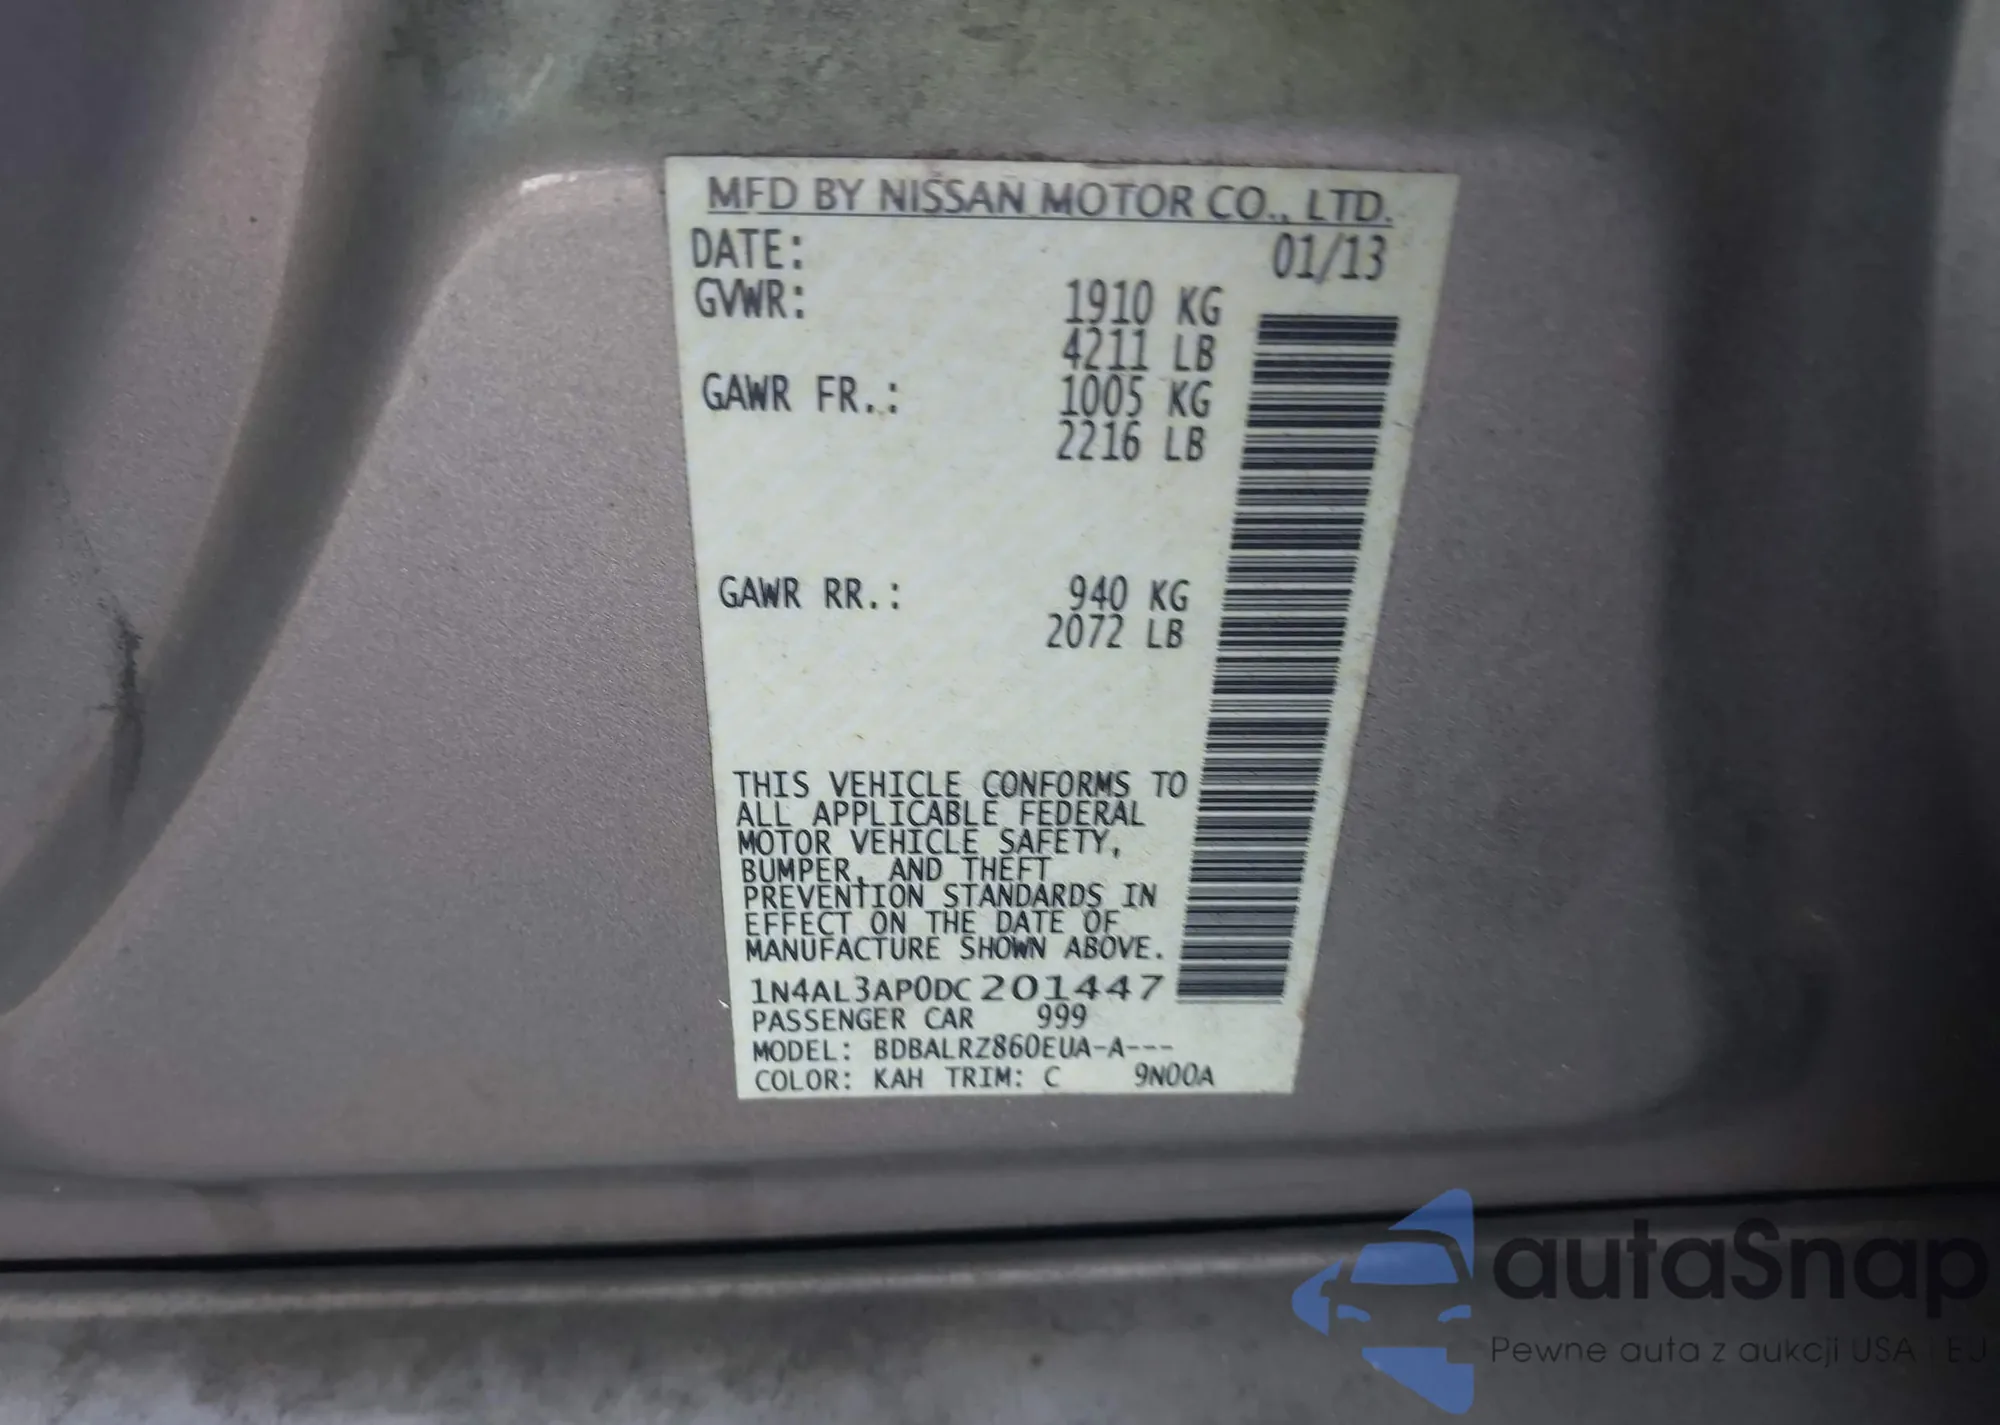 MFD BY NISSAN MOTOR CO., LTD.
DATE: 01/13
GVWR: 1910 KG
4211 LB
GAWR FR.: 1005 KG
2216 LB
GAWR RR.: 940 KG
2072 LB
THIS VEHICLE CONFORMS TO
ALL APPLICABLE FEDERAL
MOTOR VEHICLE SAFETY,
BUMPER, AND THEFT
PREVENTION STANDARDS IN
EFFECT ON THE DATE OF
MANUFACTURE SHOWN ABOVE.
1N4AL3AP0DC201447
PASSENGER CAR 999
MODEL: BDBALRZ860EUA-A---
COLOR: KAH TRIM: C 9N00A
autoSnap
Pewne auta z aukcji USA i EU